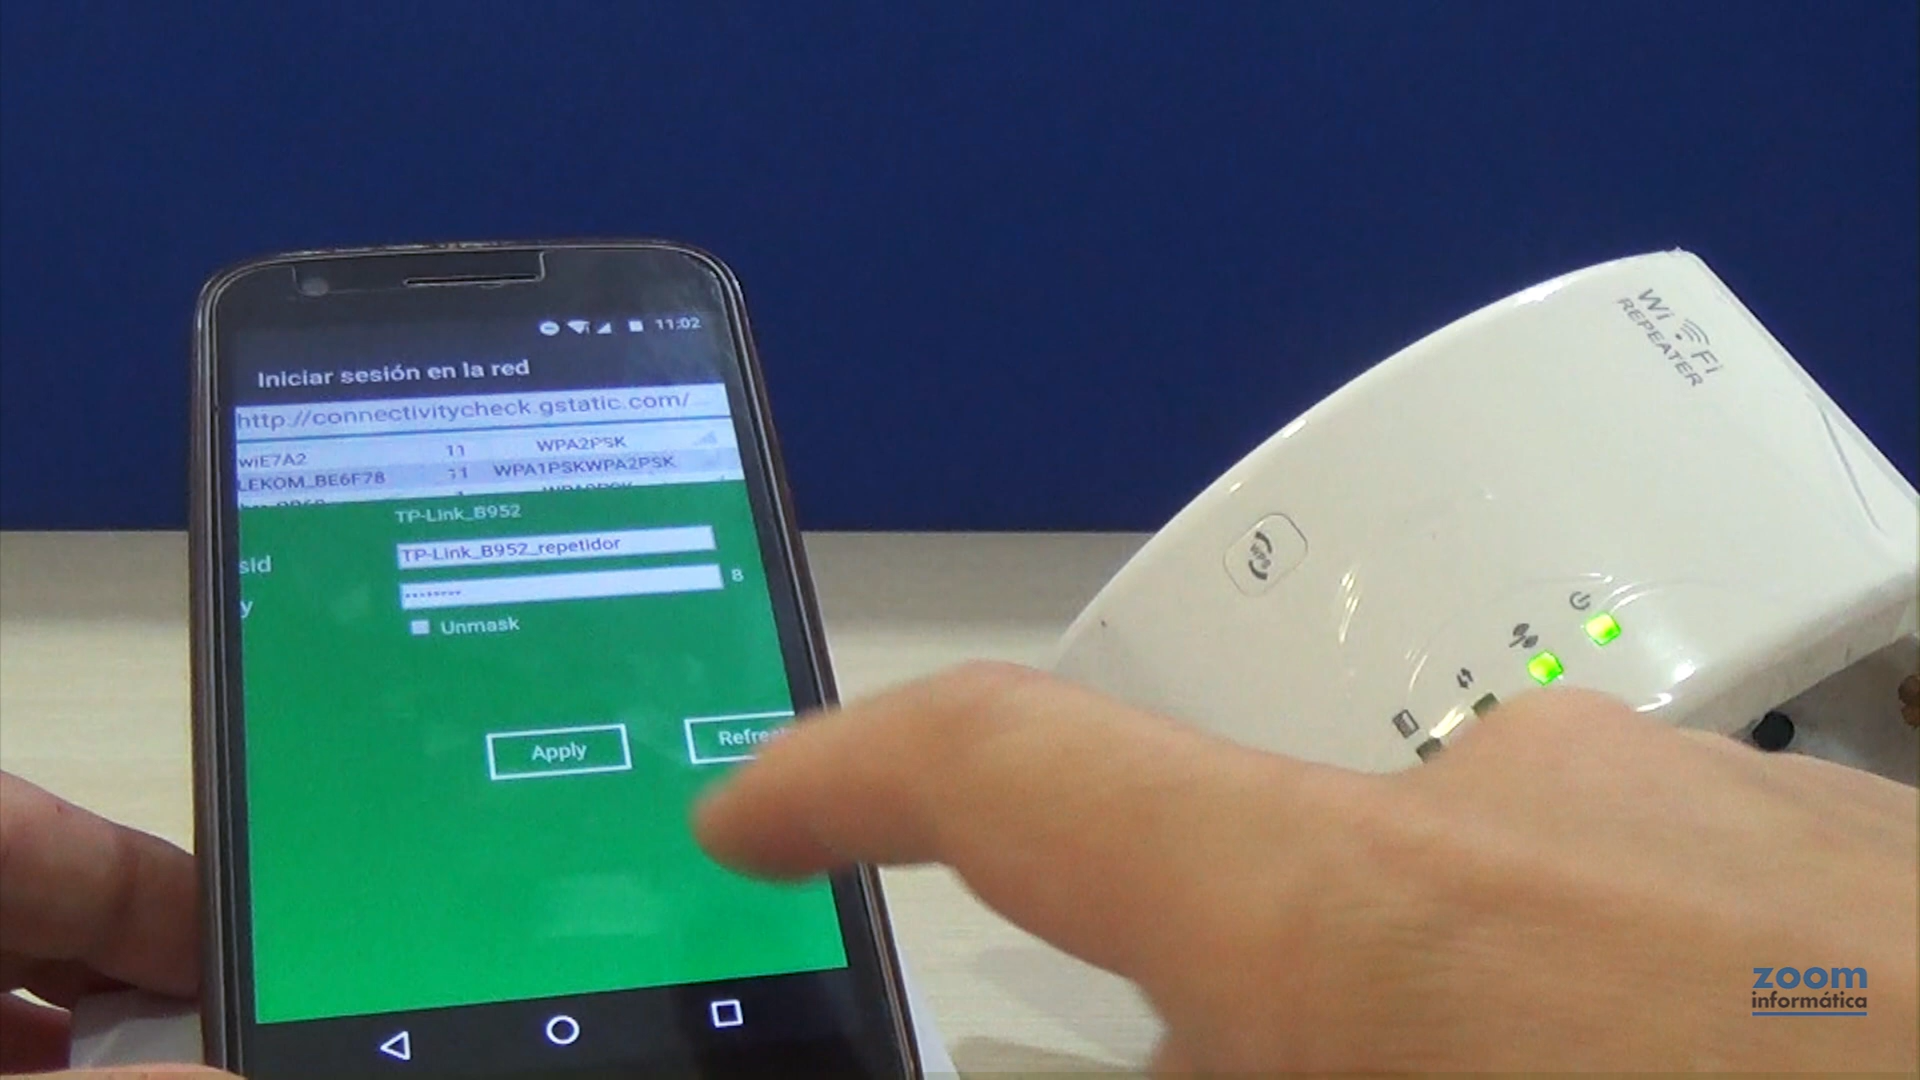 11:02
Iniciar sesión en la red
http://connectivitycheck.gstatic.com/
wiE7A2 11 WPA2PSK
LEKOM_BE6F78 11 WPA1PSKWPA2PSK
TP-Link_B952
sid TP-Link_B952_repetidor
y ******** 8
Unmask
Apply
Wi Fi
REPEATER
WPS
zoom
informática